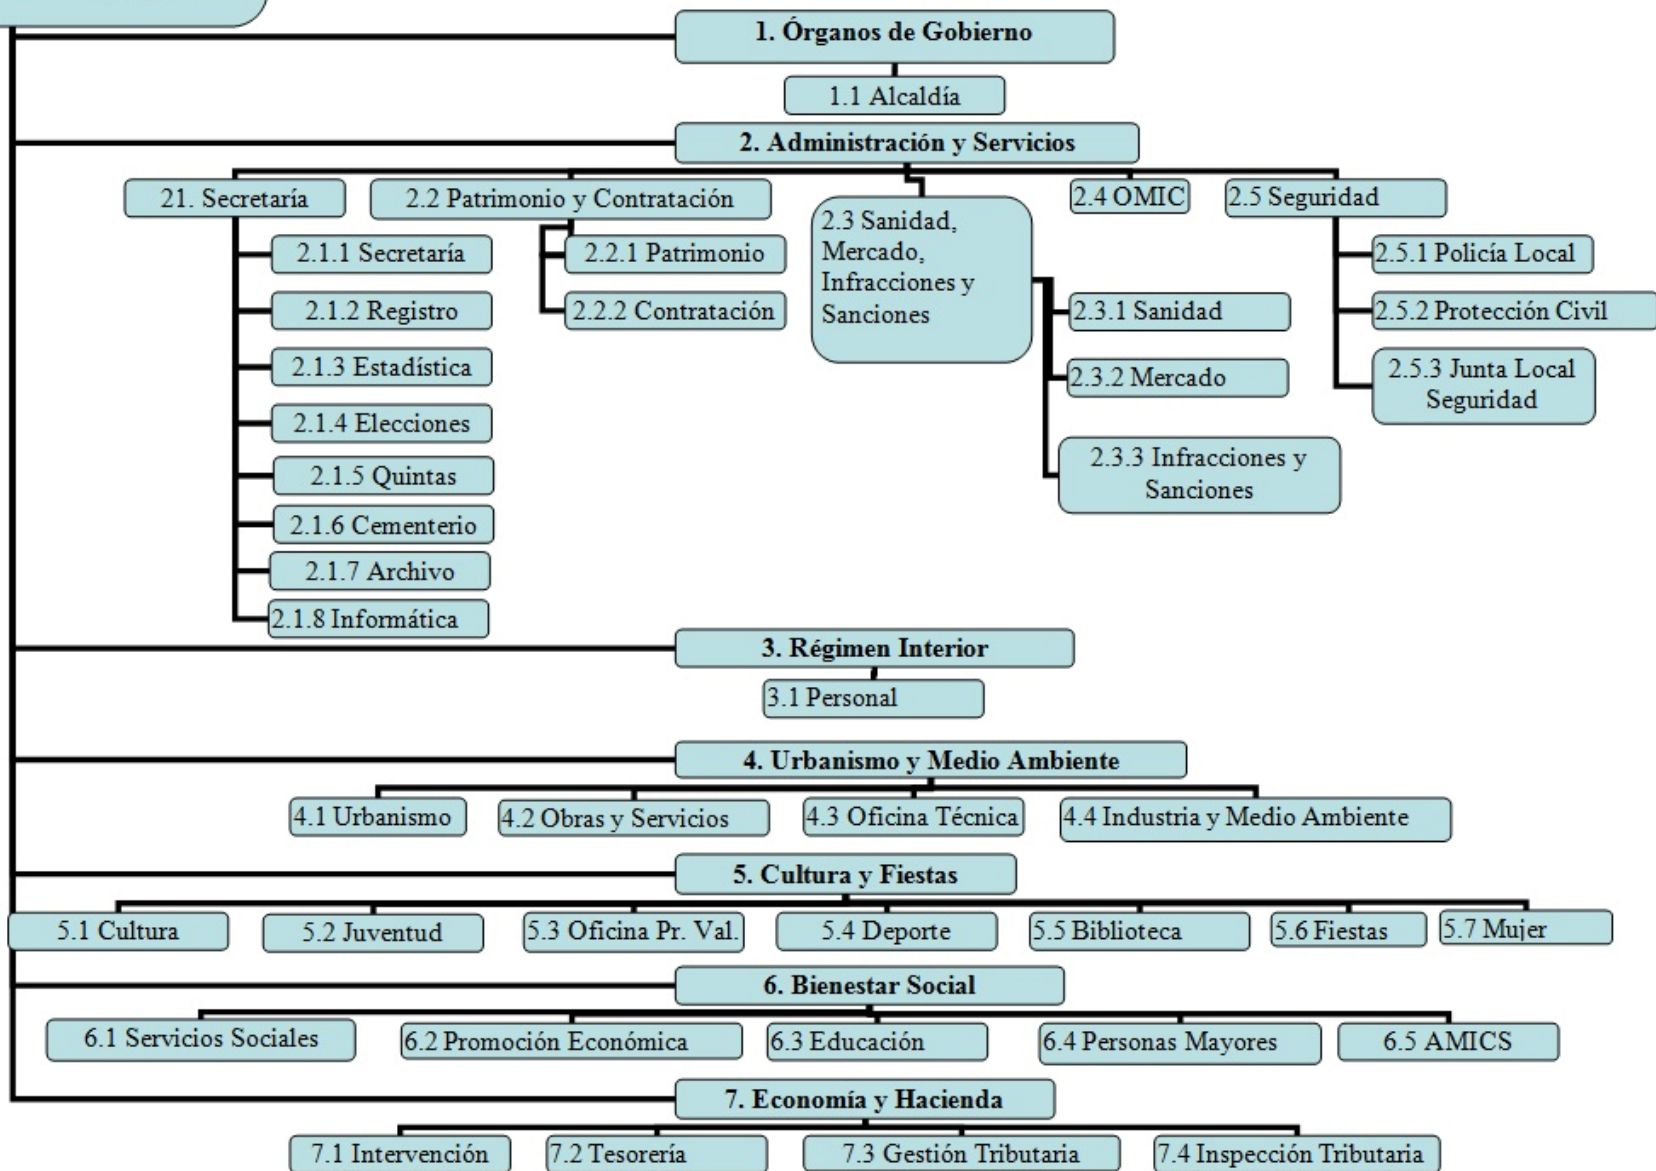 1. Órganos de Gobierno
1.1 Alcaldía
2. Administración y Servicios
21. Secretaría
2.1.1 Secretaría
2.1.2 Registro
2.1.3 Estadística
2.1.4 Elecciones
2.1.5 Quintas
2.1.6 Cementerio
2.1.7 Archivo
2.1.8 Informática
2.2 Patrimonio y Contratación
2.2.1 Patrimonio
2.2.2 Contratación
2.3 Sanidad,
Mercado,
Infracciones y
Sanciones
2.3.1 Sanidad
2.3.2 Mercado
2.3.3 Infracciones y
Sanciones
2.4 OMIC
2.5 Seguridad
2.5.1 Policía Local
2.5.2 Protección Civil
2.5.3 Junta Local
Seguridad
3. Régimen Interior
3.1 Personal
4. Urbanismo y Medio Ambiente
4.1 Urbanismo
4.2 Obras y Servicios
4.3 Oficina Técnica
4.4 Industria y Medio Ambiente
5. Cultura y Fiestas
5.1 Cultura
5.2 Juventud
5.3 Oficina Pr. Val.
5.4 Deporte
5.5 Biblioteca
5.6 Fiestas
5.7 Mujer
6. Bienestar Social
6.1 Servicios Sociales
6.2 Promoción Económica
6.3 Educación
6.4 Personas Mayores
6.5 AMICS
7. Economía y Hacienda
7.1 Intervención
7.2 Tesorería
7.3 Gestión Tributaria
7.4 Inspección Tributaria